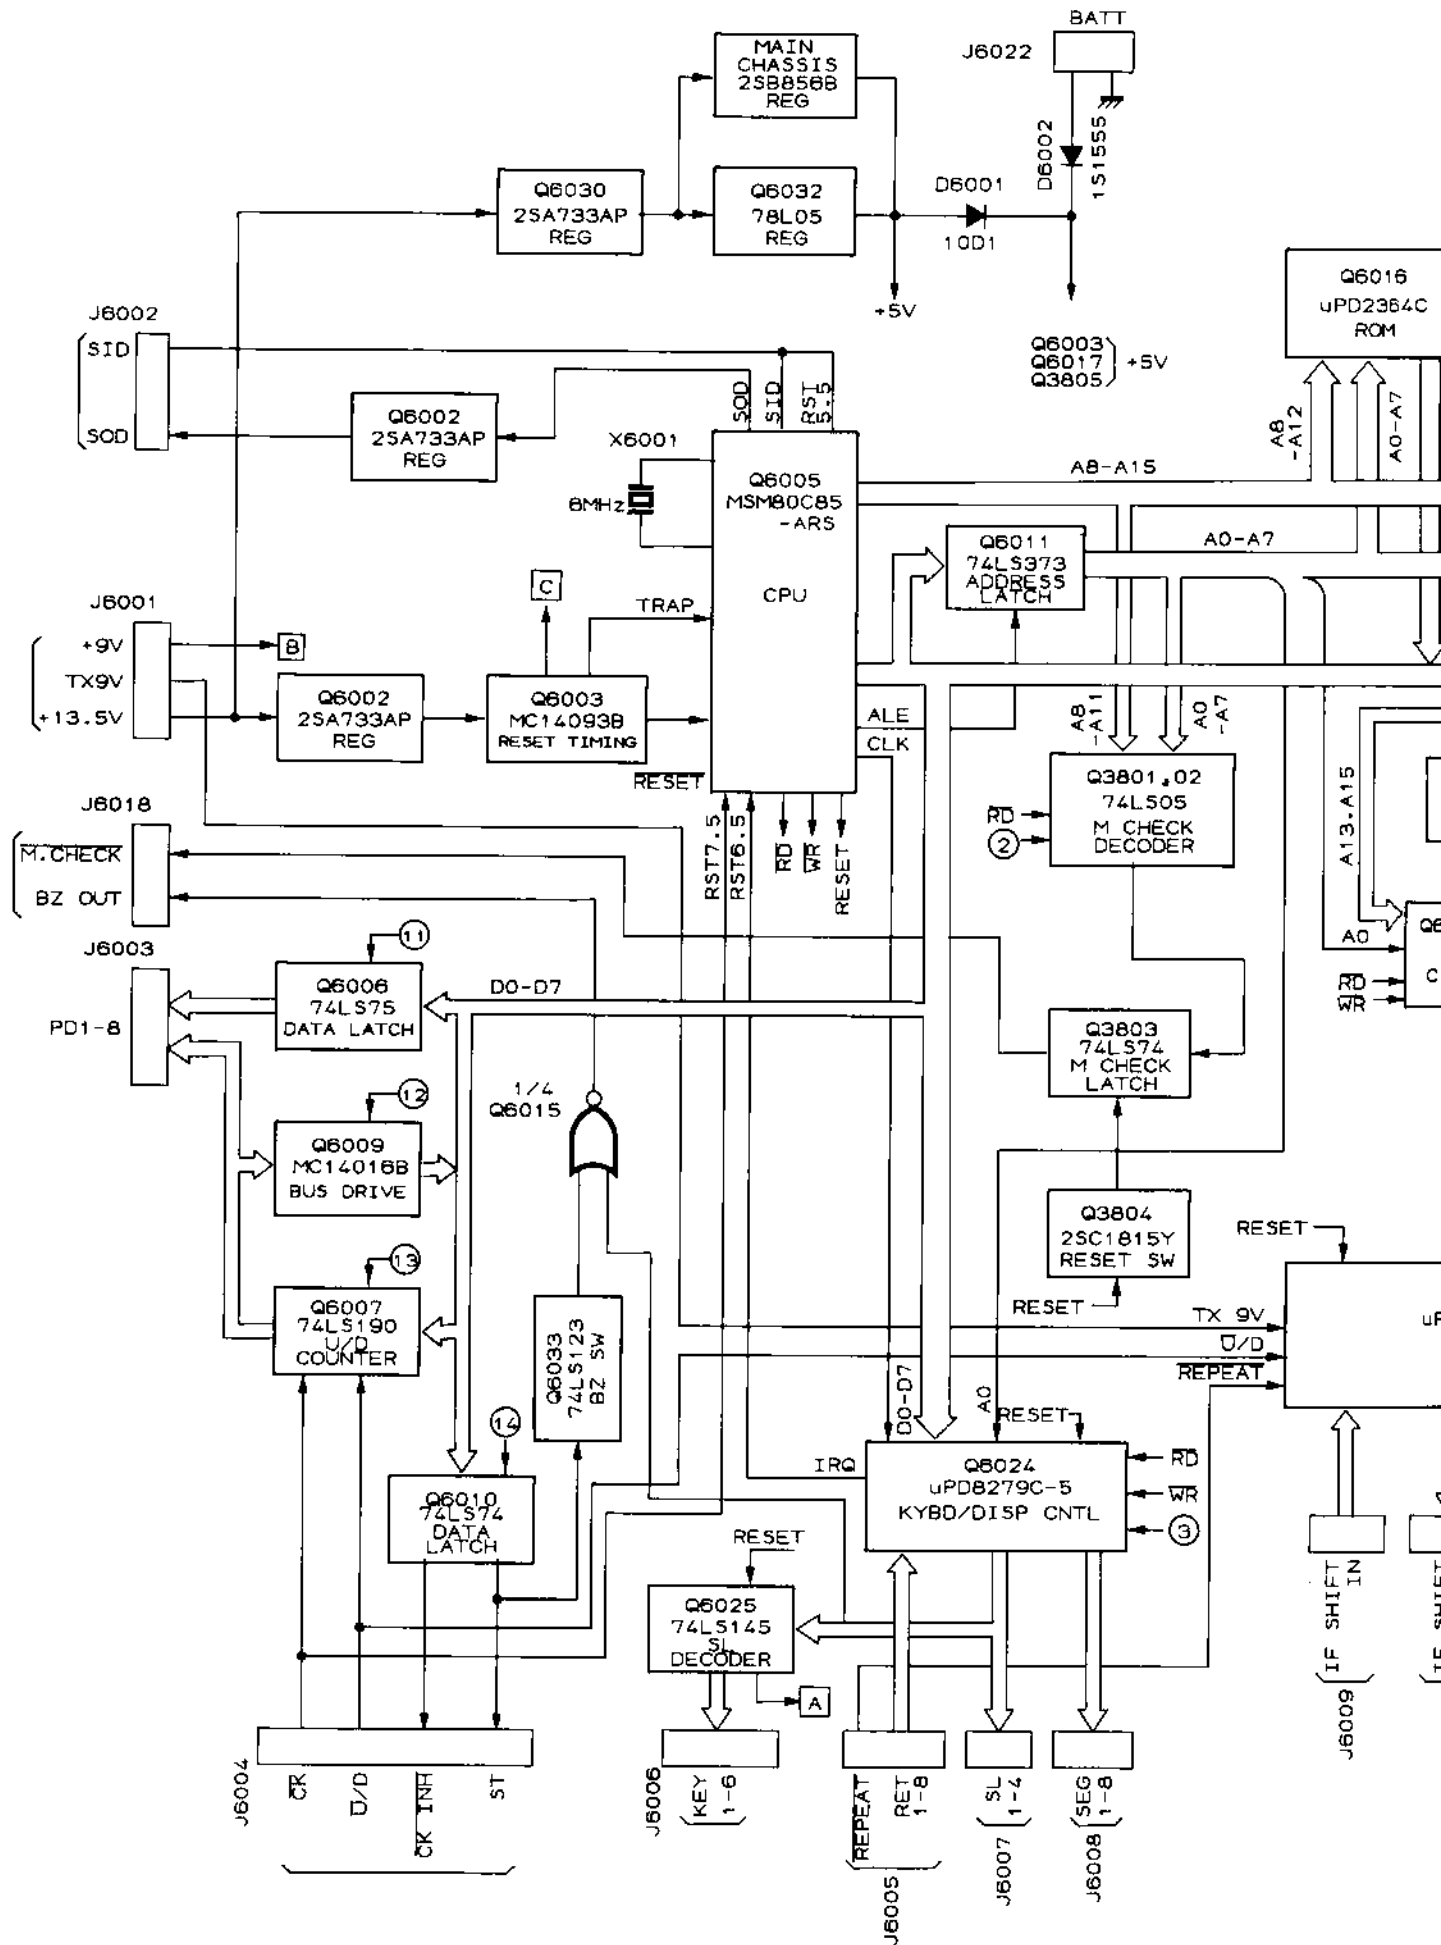 BATT
J6022
MAIN
CHASSIS
2SB856B
REG
D6002
1S1555
Q6030
2SA733AP
REG
Q6032
78L05
REG
D6001
10D1
+5V
Q6016
uPD2364C
ROM
Q6003
Q6017
Q3805
+5V
J6002
SID
SOD
Q6002
2SA733AP
REG
X6001
6MHz
SOD
SID
RST
5.5
Q6005
MSM80C85
-ARS
CPU
A8-A15
A8
-A12
A0-A7
Q6011
74LS373
ADDRESS
LATCH
A0-A7
C
TRAP
J6001
+9V
TX9V
+13.5V
B
Q6002
2SA733AP
REG
Q6003
MC14093B
RESET TIMING
RESET
ALE
CLK
A8
-A11
A0
-A7
Q3801.02
74LS05
M CHECK
DECODER
RD
2
A13.A15
J6018
M.CHECK
BZ OUT
RST7.5
RST6.5
RD
WR
RESET
A0
RD
WR
Q6
C
J6003
PD1-8
11
Q6006
74LS75
DATA LATCH
D0-D7
Q3803
74LS74
M CHECK
LATCH
1/4
Q6015
12
Q6009
MC14016B
BUS DRIVE
Q3804
2SC1815Y
RESET SW
RESET
RESET
13
Q6007
74LS190
U/D
COUNTER
Q6033
74LS123
BZ SW
TX 9V
U/D
REPEAT
uP
D0-D7
A0
RESET
14
Q6010
74LS74
DATA
LATCH
IRQ
Q6024
uPD8279C-5
KYBD/DISP CNTL
RD
WR
3
RESET
Q6025
74LS145
SL
DECODER
A
IF SHIFT
IN
J6009
IF SHIFT
J6004
CK
U/D
CK INH
ST
J6006
KEY
1-6
REPEAT
RET
1-8
J6005
SL
1-4
J6007
SEG
1-8
J6008